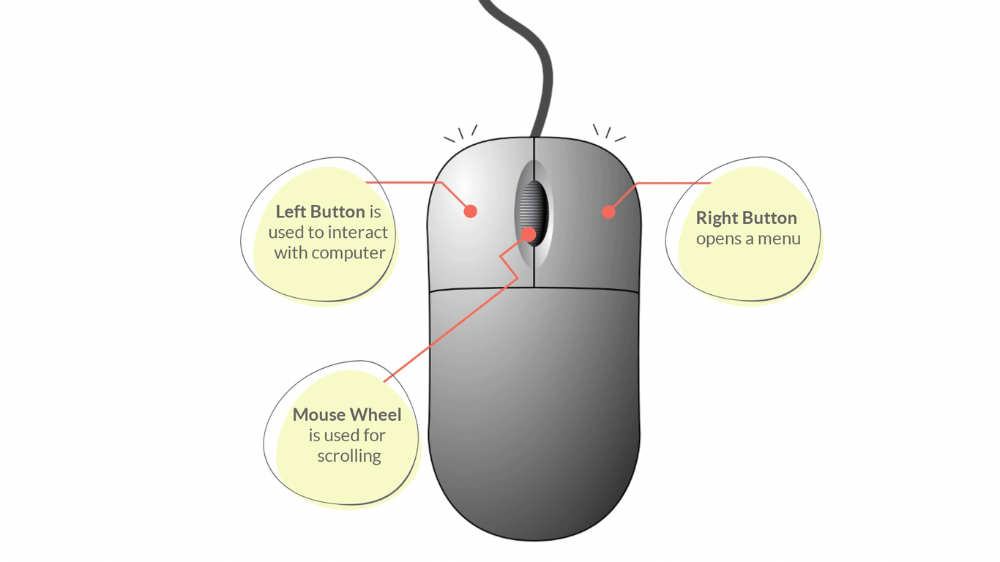 Left Button is
used to interact
with computer
Right Button
opens a menu
Mouse Wheel
is used for
scrolling